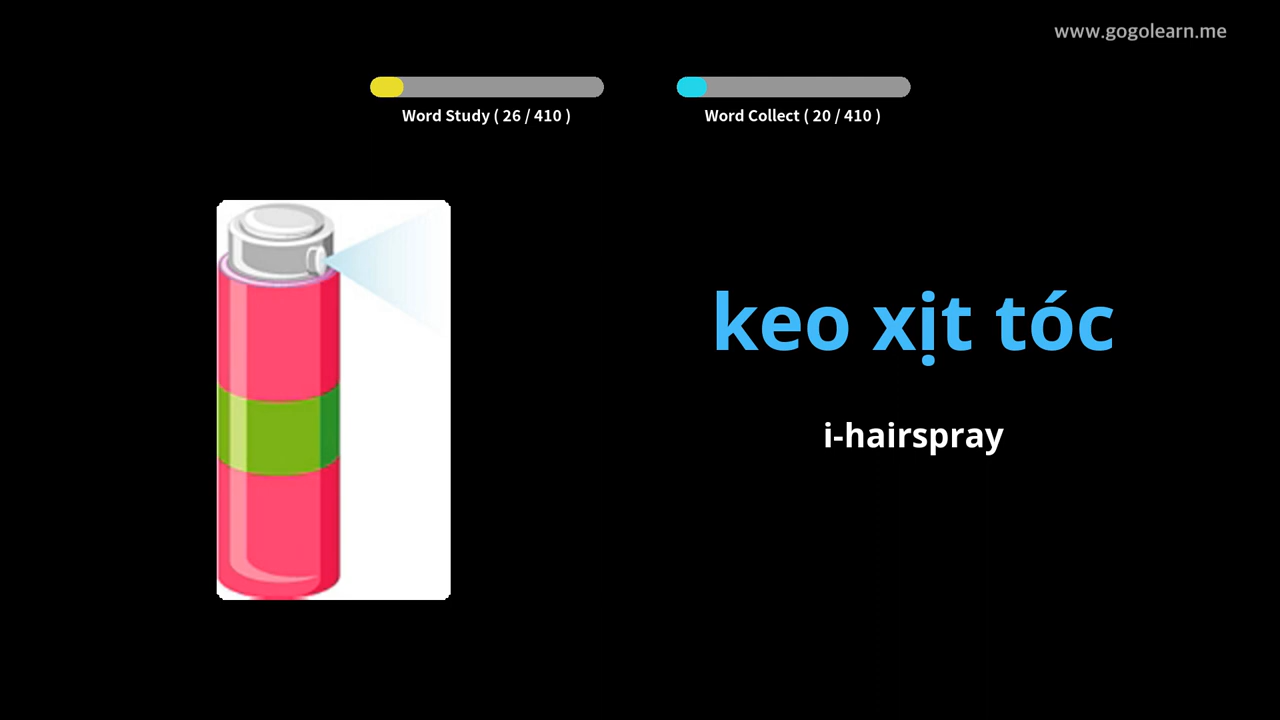 www.gogolearn.me
Word Study ( 26 / 410 )
Word Collect ( 20 / 410 )
keo xịt tóc
i-hairspray